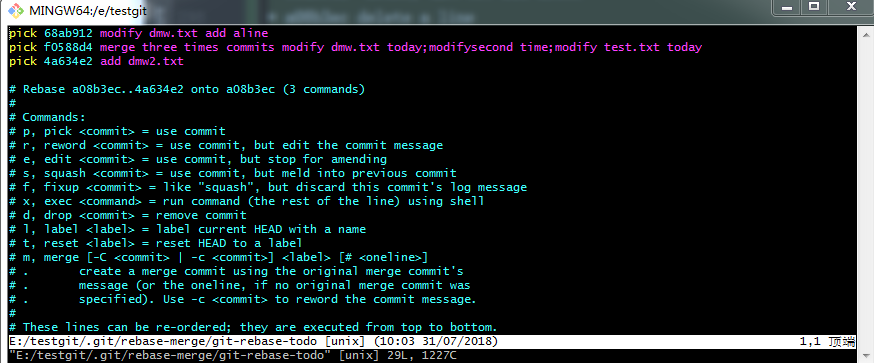 * a08b3ec delete a line
MINGW64:/e/testgit
pick 68ab912 modify dmw.txt add aline
pick f0588d4 merge three times commits modify dmw.txt today;modifysecond time;modify test.txt today
pick 4a634e2 add dmw2.txt
# Rebase a08b3ec..4a634e2 onto a08b3ec (3 commands)
#
# Commands:
# p, pick <commit> = use commit
# r, reword <commit> = use commit, but edit the commit message
# e, edit <commit> = use commit, but stop for amending
# s, squash <commit> = use commit, but meld into previous commit
# f, fixup <commit> = like "squash", but discard this commit's log message
# x, exec <command> = run command (the rest of the line) using shell
# d, drop <commit> = remove commit
# l, label <label> = label current HEAD with a name
# t, reset <label> = reset HEAD to a label
# m, merge [-C <commit> | -c <commit>] <label> [# <oneline>]
# .       create a merge commit using the original merge commit's
# .       message (or the oneline, if no original merge commit was
# .       specified). Use -c <commit> to reword the commit message.
#
# These lines can be re-ordered; they are executed from top to bottom.
E:/testgit/.git/rebase-merge/git-rebase-todo [unix] (10:03 31/07/2018) 1,1 顶端
"E:/testgit/.git/rebase-merge/git-rebase-todo" [unix] 29L, 1227C